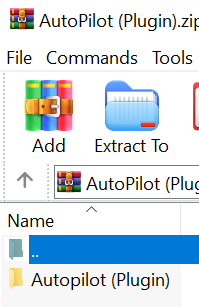 AutoPilot (Plugin).zip
File Commands Tools
Add Extract To
AutoPilot (Plug
Name
..
Autopilot (Plugin)